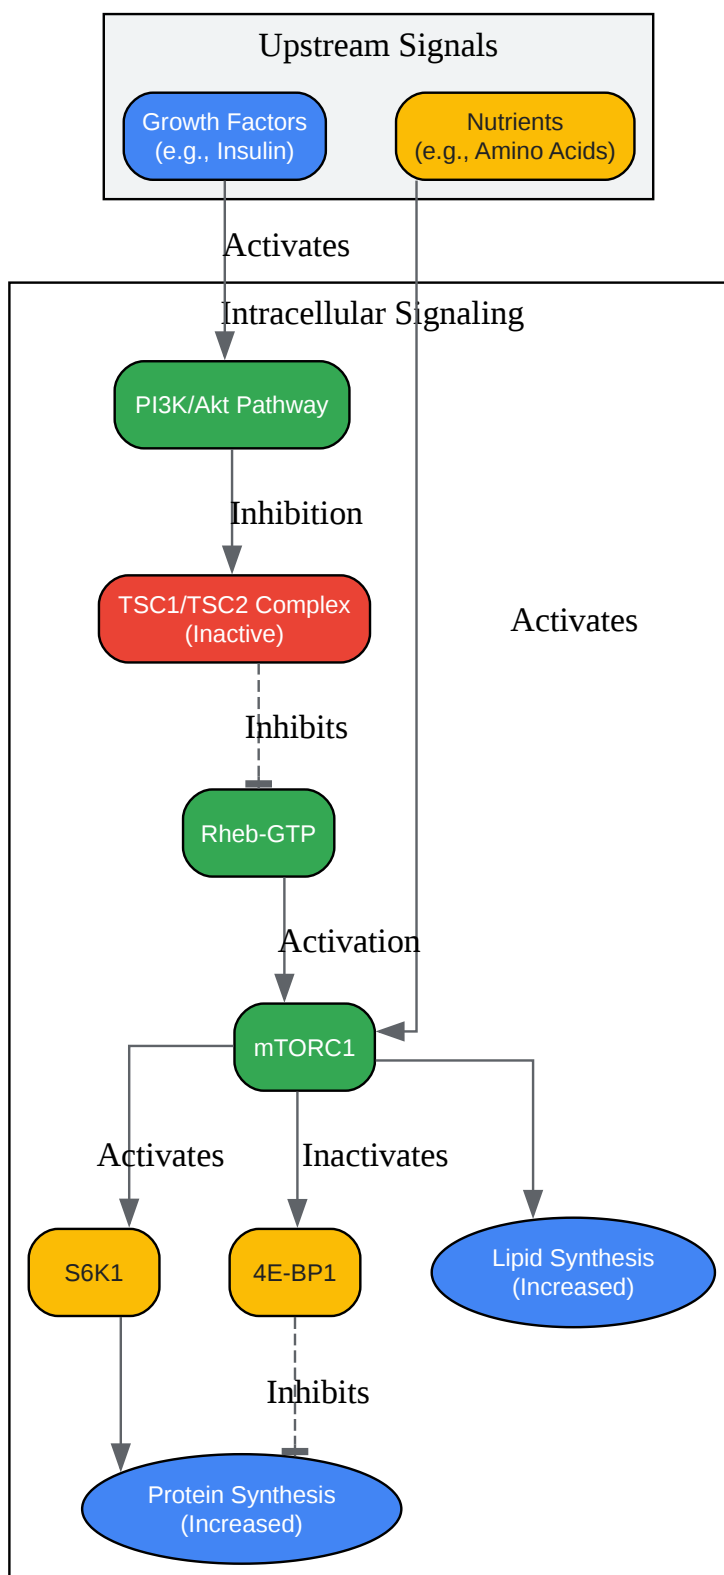 Upstream Signals
Growth Factors
(e.g., Insulin)
Nutrients
(e.g., Amino Acids)
Activates
Intracellular Signaling
PI3K/Akt Pathway
Inhibition
TSC1/TSC2 Complex
(Inactive)
Activates
Inhibits
Rheb-GTP
Activation
mTORC1
Activates
Inactivates
S6K1
4E-BP1
Lipid Synthesis
(Increased)
Inhibits
Protein Synthesis
(Increased)